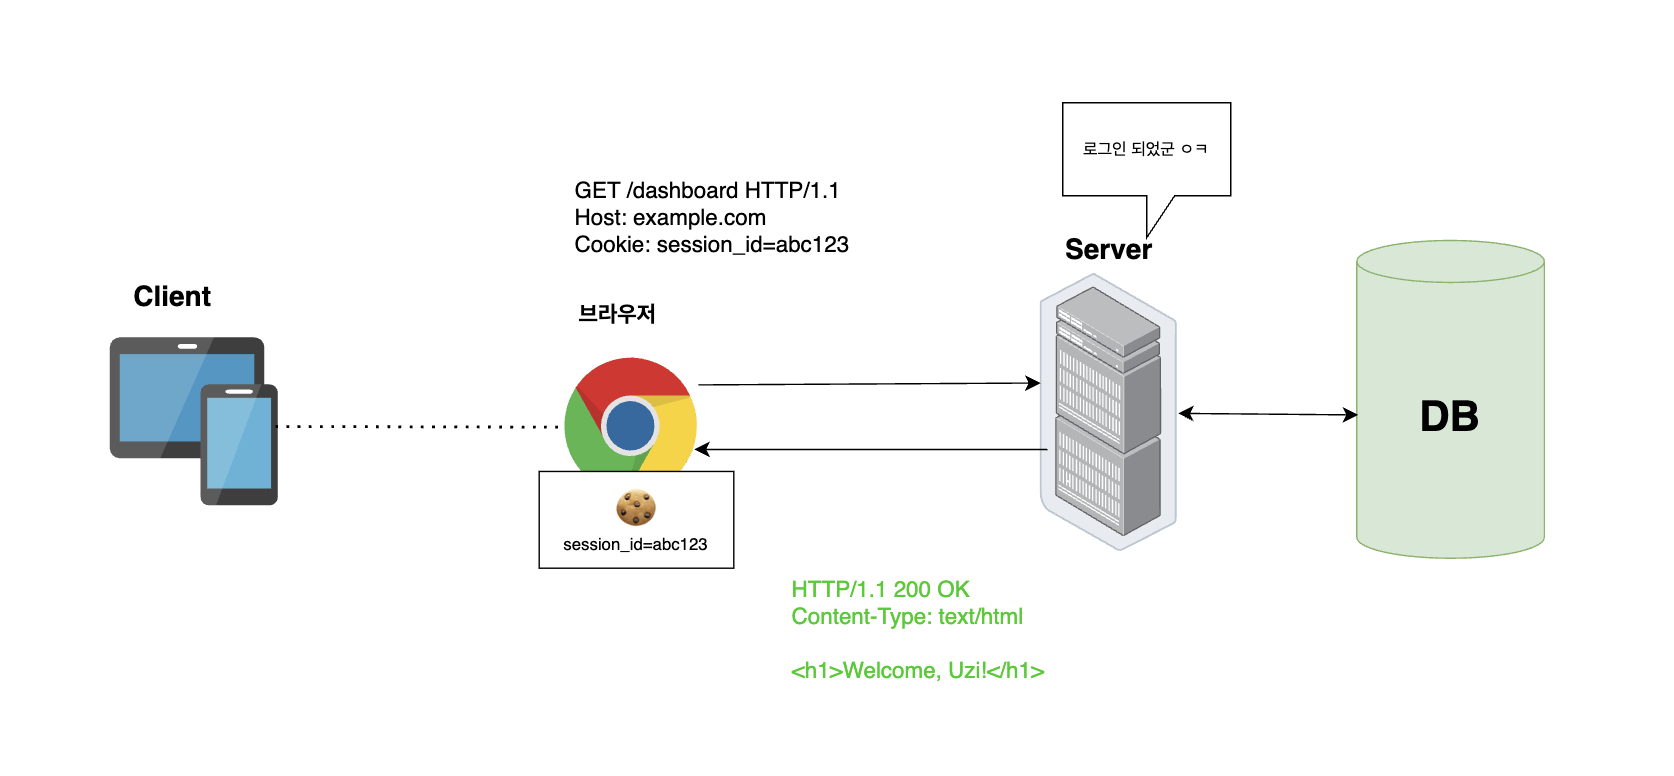 로그인 되었군 ㅇㅋ
GET /dashboard HTTP/1.1
Host: example.com
Cookie: session_id=abc123
Server
Client
브라우저
DB
session_id=abc123
HTTP/1.1 200 OK
Content-Type: text/html
<h1>Welcome, Uzi!</h1>